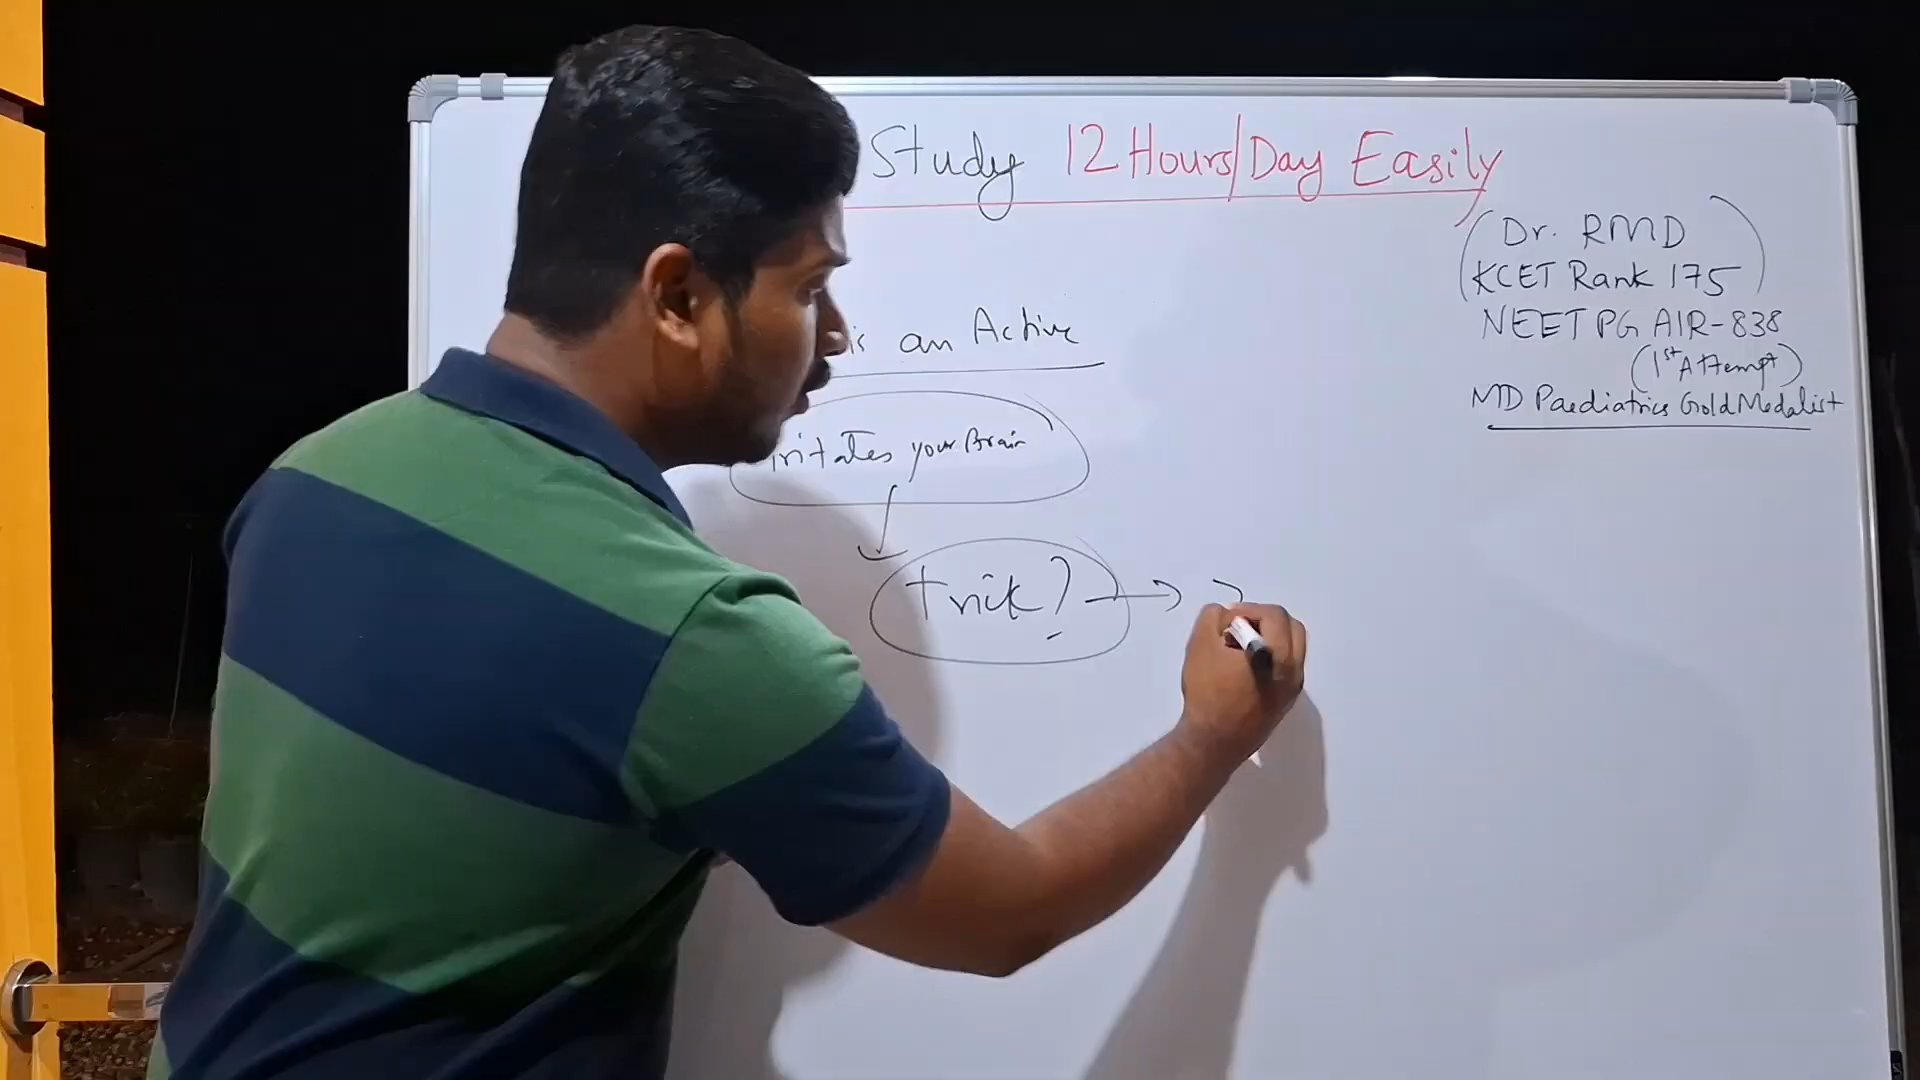 Study 12 Hours/Day Easily
(Dr. RMD
KCET Rank 175)
NEET PG AIR-838
(1st Attempt)
MD Paediatrics Gold Medalist
is an Active
irritates your Brain
trick?